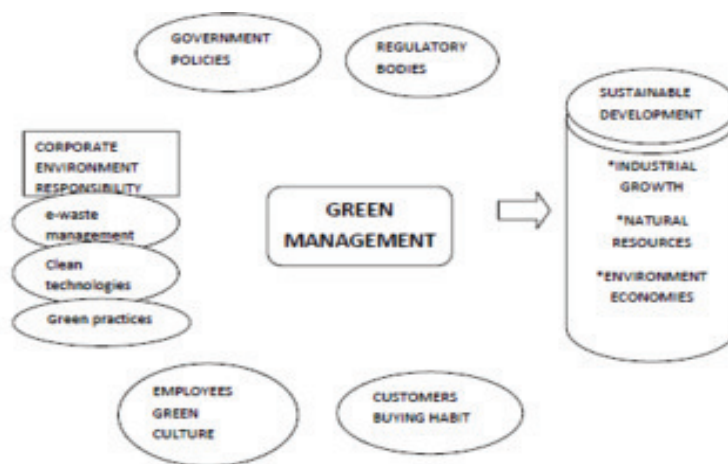 GOVERNMENT
POLICIES
REGULATORY
BODIES
SUSTAINABLE
DEVELOPMENT
*INDUSTRIAL
GROWTH
*NATURAL
RESOURCES
*ENVIRONMENT
ECONOMIES
CORPORATE
ENVIRONMENT
RESPONSIBILITY
e-waste
management
Clean
technologies
Green practices
GREEN
MANAGEMENT
EMPLOYEES
GREEN
CULTURE
CUSTOMERS
BUYING HABIT